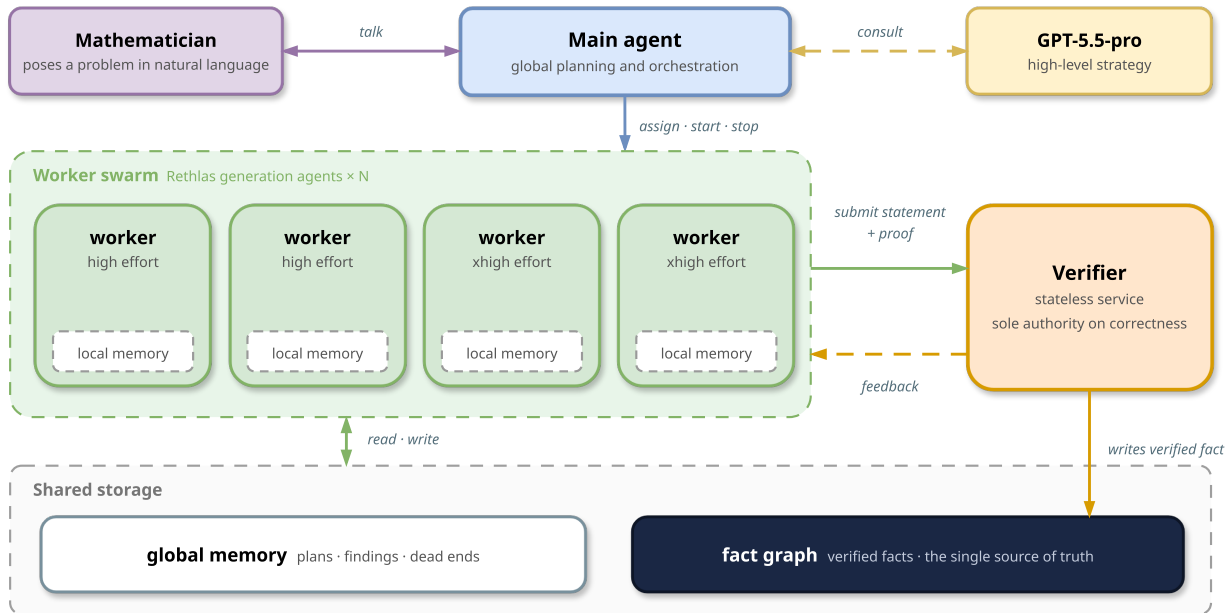 Mathematician
poses a problem in natural language
talk
Main agent
global planning and orchestration
consult
GPT-5.5-pro
high-level strategy
assign · start · stop
Worker swarm Rethlas generation agents × N
worker
high effort
local memory
worker
high effort
local memory
worker
xhigh effort
local memory
worker
xhigh effort
local memory
submit statement
+ proof
Verifier
stateless service
sole authority on correctness
feedback
read · write
writes verified fact
Shared storage
global memory plans · findings · dead ends
fact graph verified facts · the single source of truth